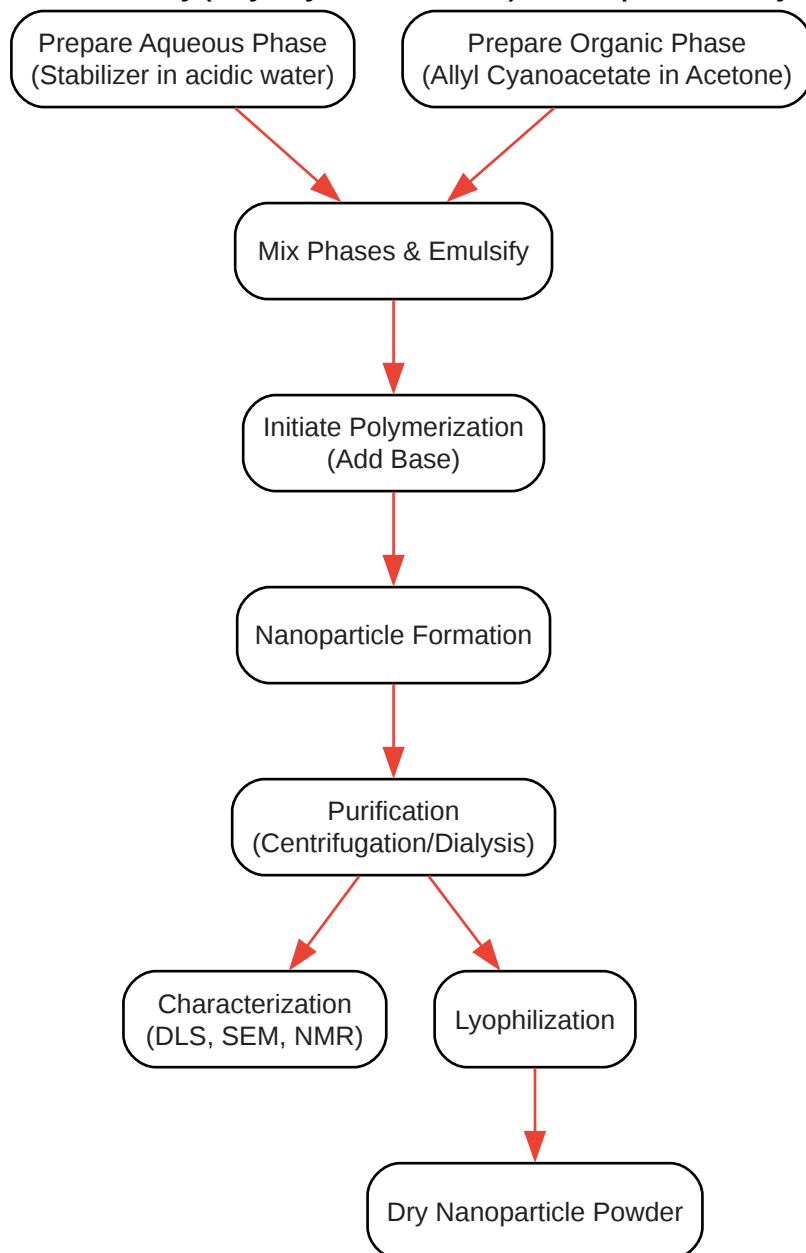 Prepare Aqueous Phase
(Stabilizer in acidic water)
Prepare Organic Phase
(Allyl Cyanoacetate in Acetone)
Mix Phases & Emulsify
Initiate Polymerization
(Add Base)
Nanoparticle Formation
Purification
(Centrifugation/Dialysis)
Characterization
(DLS, SEM, NMR)
Lyophilization
Dry Nanoparticle Powder